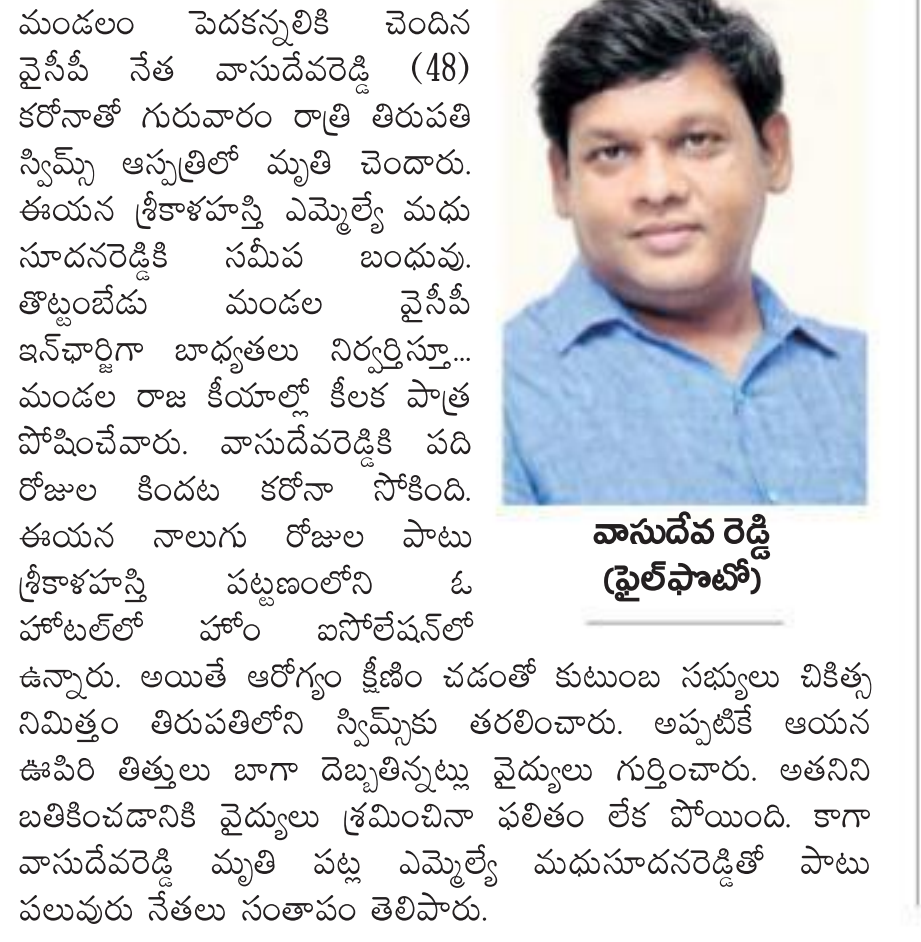 మండలం పెదకన్నలికి చెందిన
వైసీపీ నేత వాసుదేవరెడ్డి (48)
కరోనాతో గురువారం రాత్రి తిరుపతి
స్విమ్స్ ఆస్పత్రిలో మృతి చెందారు.
ఈయన శ్రీకాళహస్తి ఎమ్మెల్యే మధు
సూదనరెడ్డికి సమీప బంధువు.
తొట్టంబేడు మండల వైసీపీ
ఇన్‌ఛార్జిగా బాధ్యతలు నిర్వర్తిస్తూ...
మండల రాజ కీయాల్లో కీలక పాత్ర
పోషించేవారు. వాసుదేవరెడ్డికి పది
రోజుల కిందట కరోనా సోకింది.
ఈయన నాలుగు రోజుల పాటు
శ్రీకాళహస్తి పట్టణంలోని ఓ
హోటల్‌లో హోం ఐసోలేషన్‌లో
ఉన్నారు. అయితే ఆరోగ్యం క్షీణిం చడంతో కుటుంబ సభ్యులు చికిత్స
నిమిత్తం తిరుపతిలోని స్విమ్స్‌కు తరలించారు. అప్పటికే ఆయన
ఊపిరి తిత్తులు బాగా దెబ్బతిన్నట్లు వైద్యులు గుర్తించారు. అతనిని
బతికించడానికి వైద్యులు శ్రమించినా ఫలితం లేక పోయింది. కాగా
వాసుదేవరెడ్డి మృతి పట్ల ఎమ్మెల్యే మధుసూదనరెడ్డితో పాటు
పలువురు నేతలు సంతాపం తెలిపారు.
వాసుదేవ రెడ్డి
(ఫైల్‌ఫొటో)